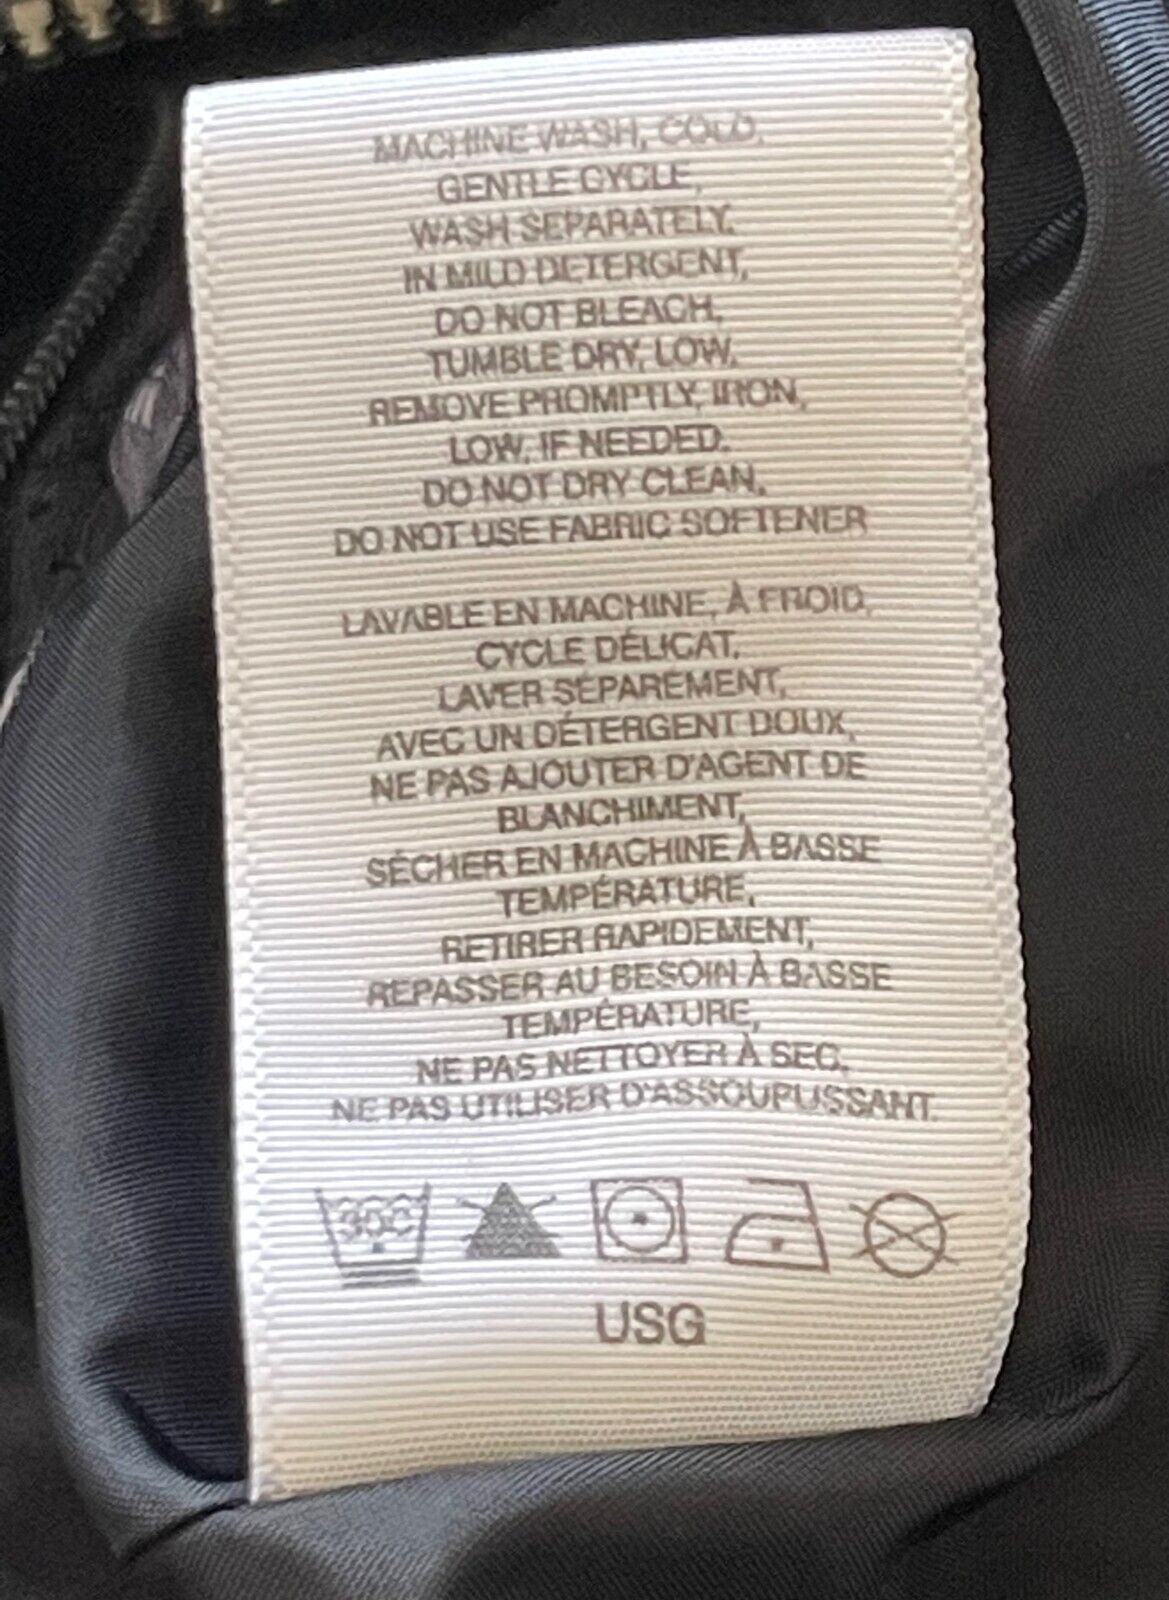 MACHINE WASH, COLD,
GENTLE CYCLE,
WASH SEPARATELY,
IN MILD DETERGENT,
DO NOT BLEACH,
TUMBLE DRY, LOW,
REMOVE PROMPTLY, IRON,
LOW, IF NEEDED.
DO NOT DRY CLEAN,
DO NOT USE FABRIC SOFTENER
LAVABLE EN MACHINE, À FROID,
CYCLE DÉLICAT,
LAVER SÉPARÉMENT,
AVEC UN DÉTERGENT DOUX,
NE PAS AJOUTER D'AGENT DE
BLANCHIMENT,
SÉCHER EN MACHINE À BASSE
TEMPÉRATURE,
RETIRER RAPIDEMENT,
REPASSER AU BESOIN À BASSE
TEMPÉRATURE,
NE PAS NETTOYER À SEC,
NE PAS UTILISER D'ASSOUPLISSANT.
30C
USG